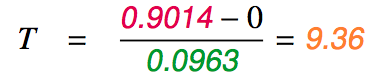 T = (0.9014 – 0) / 0.0963 = 9.36